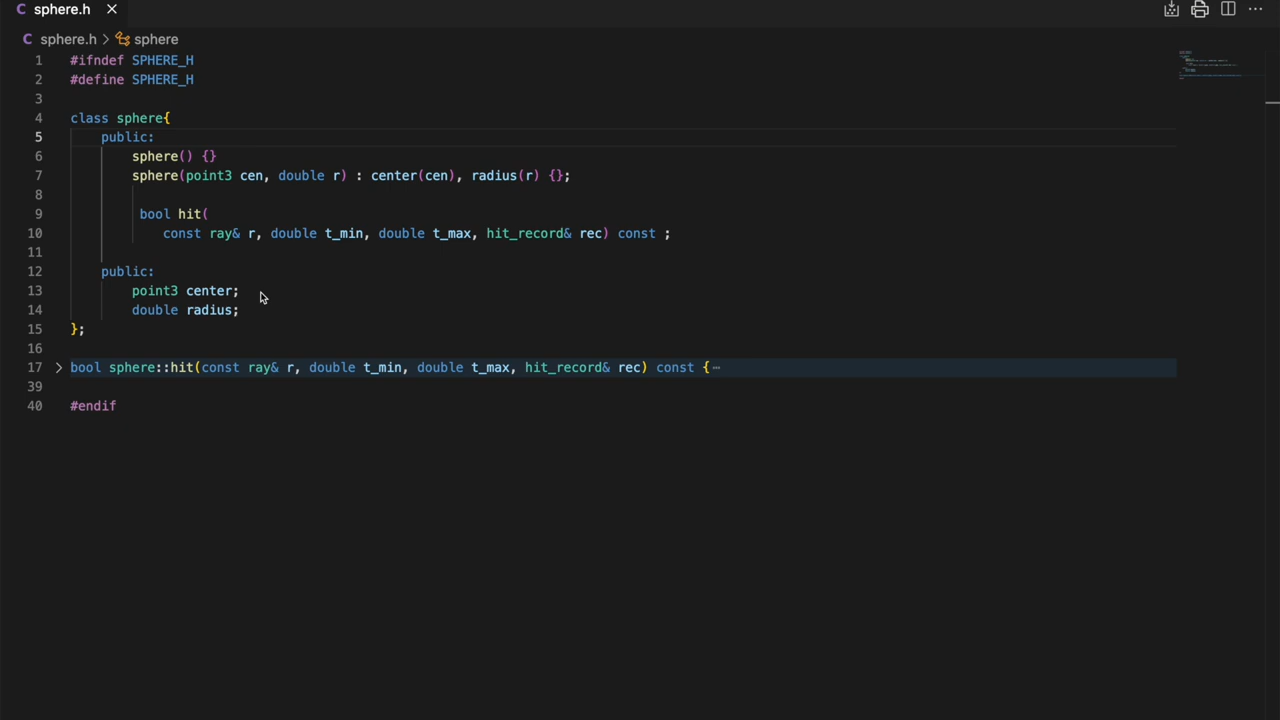 C sphere.h ×
C sphere.h > sphere
1 #ifndef SPHERE_H
2 #define SPHERE_H
3
4 class sphere{
5 public:
6 sphere() {}
7 sphere(point3 cen, double r) : center(cen), radius(r) {};
8
9 bool hit(
10 const ray& r, double t_min, double t_max, hit_record& rec) const ;
11
12 public:
13 point3 center;
14 double radius;
15 };
16
17 > bool sphere::hit(const ray& r, double t_min, double t_max, hit_record& rec) const {⋯
39
40 #endif